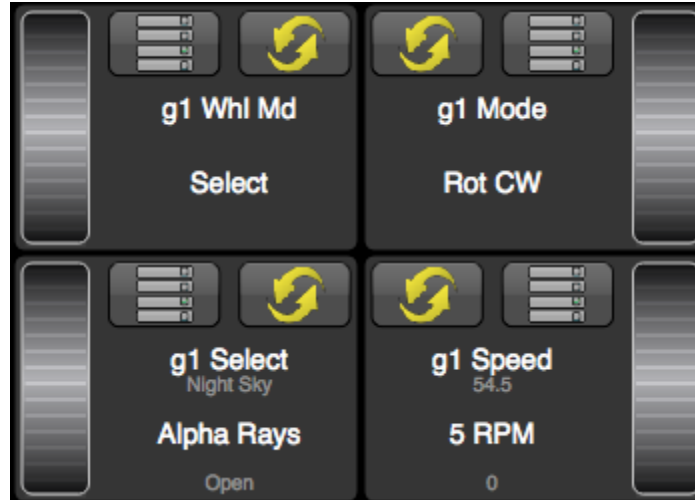 g1 Whl Md
Select
g1 Mode
Rot CW
g1 Select
Night Sky
Alpha Rays
Open
g1 Speed
54.5
5 RPM
0